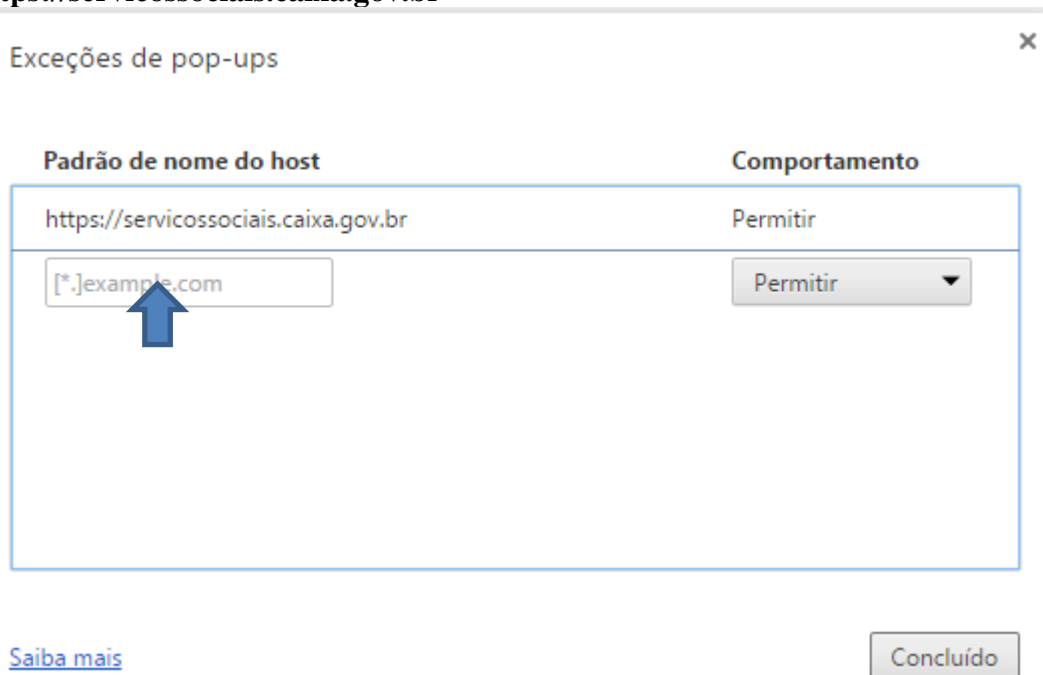 Exceções de pop-ups
×
Padrão de nome do host Comportamento
https://servicossociais.caixa.gov.br Permitir
[*.]example.com Permitir
Saiba mais Concluído